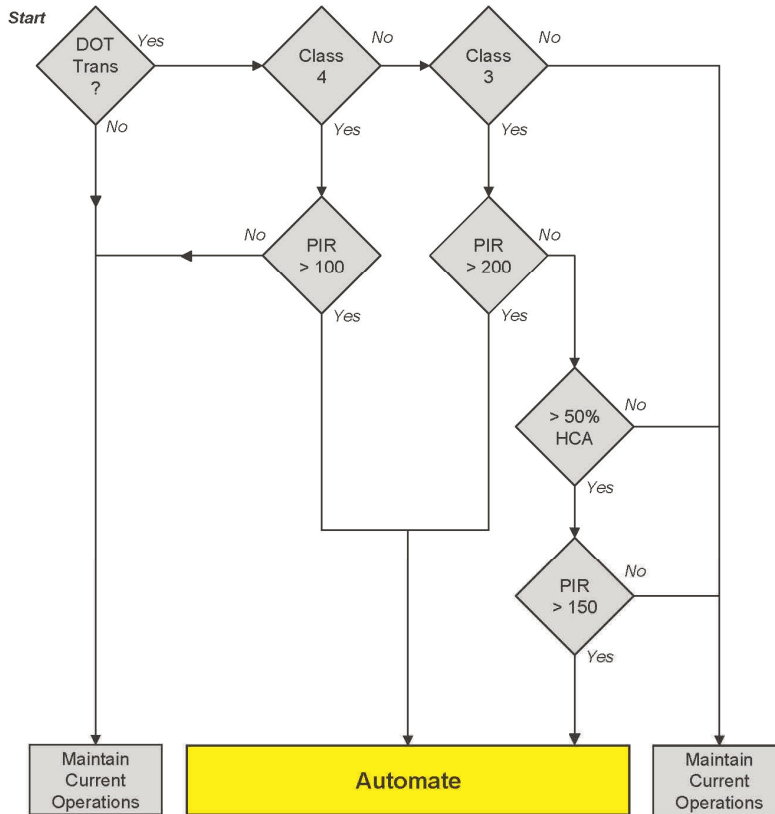 Start
DOT
Trans
?
Yes
No
Class
4
No
Yes
Class
3
No
Yes
PIR
> 100
No
Yes
PIR
> 200
No
Yes
> 50%
HCA
No
Yes
PIR
> 150
No
Yes
Maintain
Current
Operations
Automate
Maintain
Current
Operations